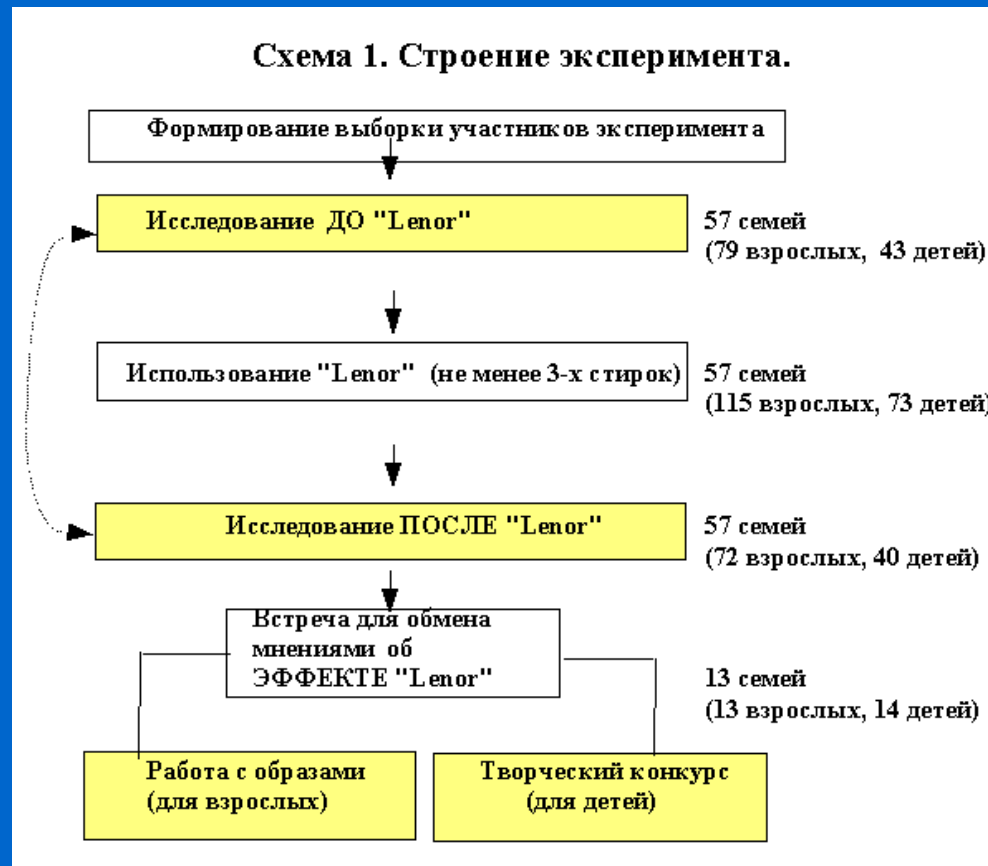 Схема 1. Строение эксперимента.
Формирование выборки участников эксперимента
Исследование ДО "Lenor"
57 семей
(79 взрослых, 43 детей)
Использование "Lenor" (не менее 3-х стирок)
57 семей
(115 взрослых, 73 детей)
Исследование ПОСЛЕ "Lenor"
57 семей
(72 взрослых, 40 детей)
Встреча для обмена
мнениями об
ЭФФЕКТЕ "Lenor"
13 семей
(13 взрослых, 14 детей)
Работа с образами
(для взрослых)
Творческий конкурс
(для детей)